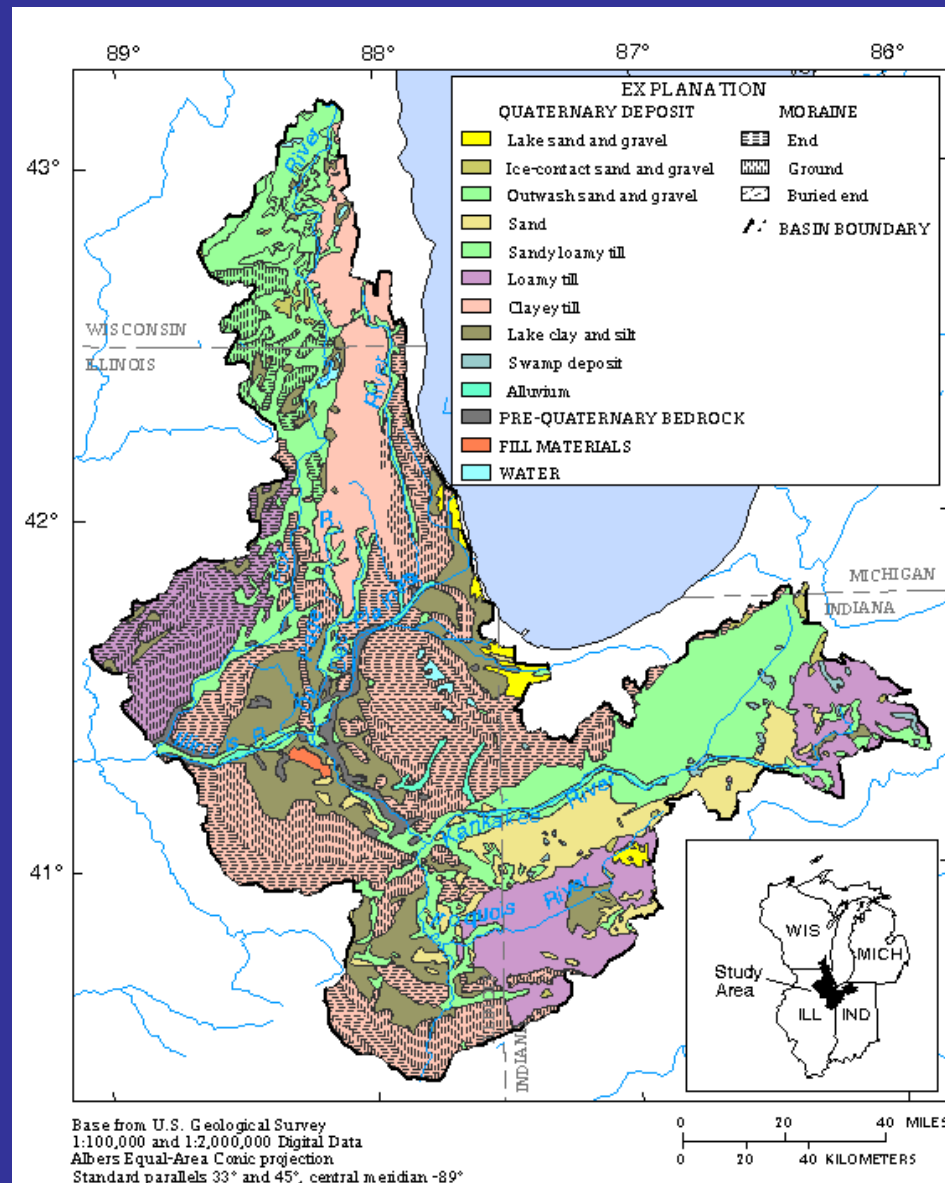 89° 88° 87° 86°
43°
42°
41°
EXPLANATION
QUATERNARY DEPOSIT
Lake sand and gravel
Ice-contact sand and gravel
Outwash sand and gravel
Sand
Sandy loamy till
Loamy till
Clayey till
Lake clay and silt
Swamp deposit
Alluvium
PRE-QUATERNARY BEDROCK
FILL MATERIALS
WATER
MORAINE
End
Ground
Buried end
BASIN BOUNDARY
River
WISCONSIN
ILLINOIS
River
R.
Fox
Des Plaines
MICHIGAN
INDIANA
Illinois R.
Kankakee River
Iroquois River
INDIANA
WIS
MICH
Study
Area
ILL
IND
Base from U.S. Geological Survey
1:100,000 and 1:2,000,000 Digital Data
Albers Equal-Area Conic projection
Standard parallels 33° and 45°, central meridian -89°
0 20 40 MILES
0 20 40 KILOMETERS